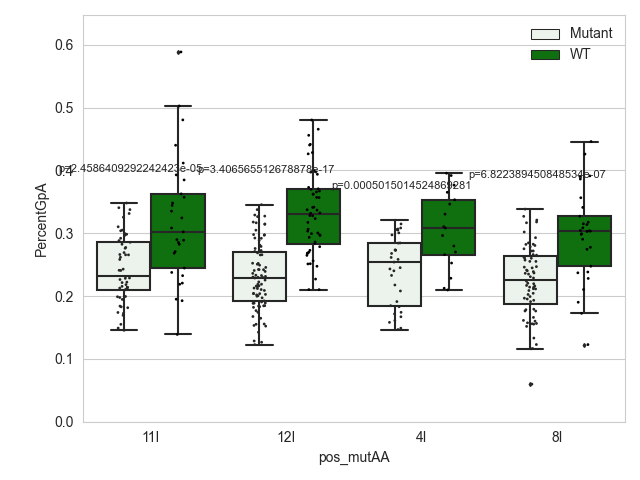 Mutant
WT
0.6
0.5
0.4
0.3
0.2
0.1
0.0
PercentGpA
p=2.4586409292242423e-05
p=3.406565512678878e-17
p=0.0005015014524869281
p=6.822389450848534e-07
11I
12I
4I
8I
pos_mutAA